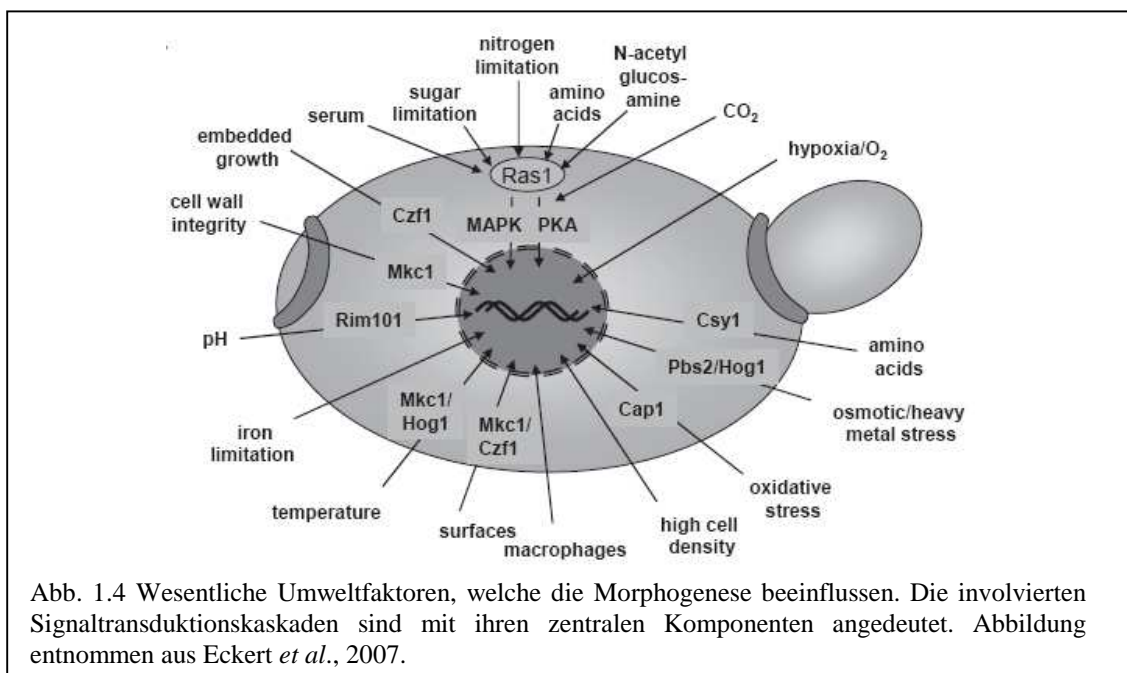 nitrogen
limitation
N-acetyl
glucos-
amine
sugar
limitation
amino
acids
CO₂
serum
embedded
growth
hypoxia/O₂
Ras1
cell wall
integrity
Czf1
MAPK PKA
Mkc1
pH
Rim101
Csy1
amino
acids
Pbs2/Hog1
osmotic/heavy
metal stress
iron
limitation
Mkc1/
Hog1
Mkc1/
Czf1
Cap1
temperature
surfaces
macrophages
high cell
density
oxidative
stress
Abb. 1.4 Wesentliche Umweltfaktoren, welche die Morphogenese beeinflussen. Die involvierten
Signaltransduktionskaskaden sind mit ihren zentralen Komponenten angedeutet. Abbildung
entnommen aus Eckert et al., 2007.